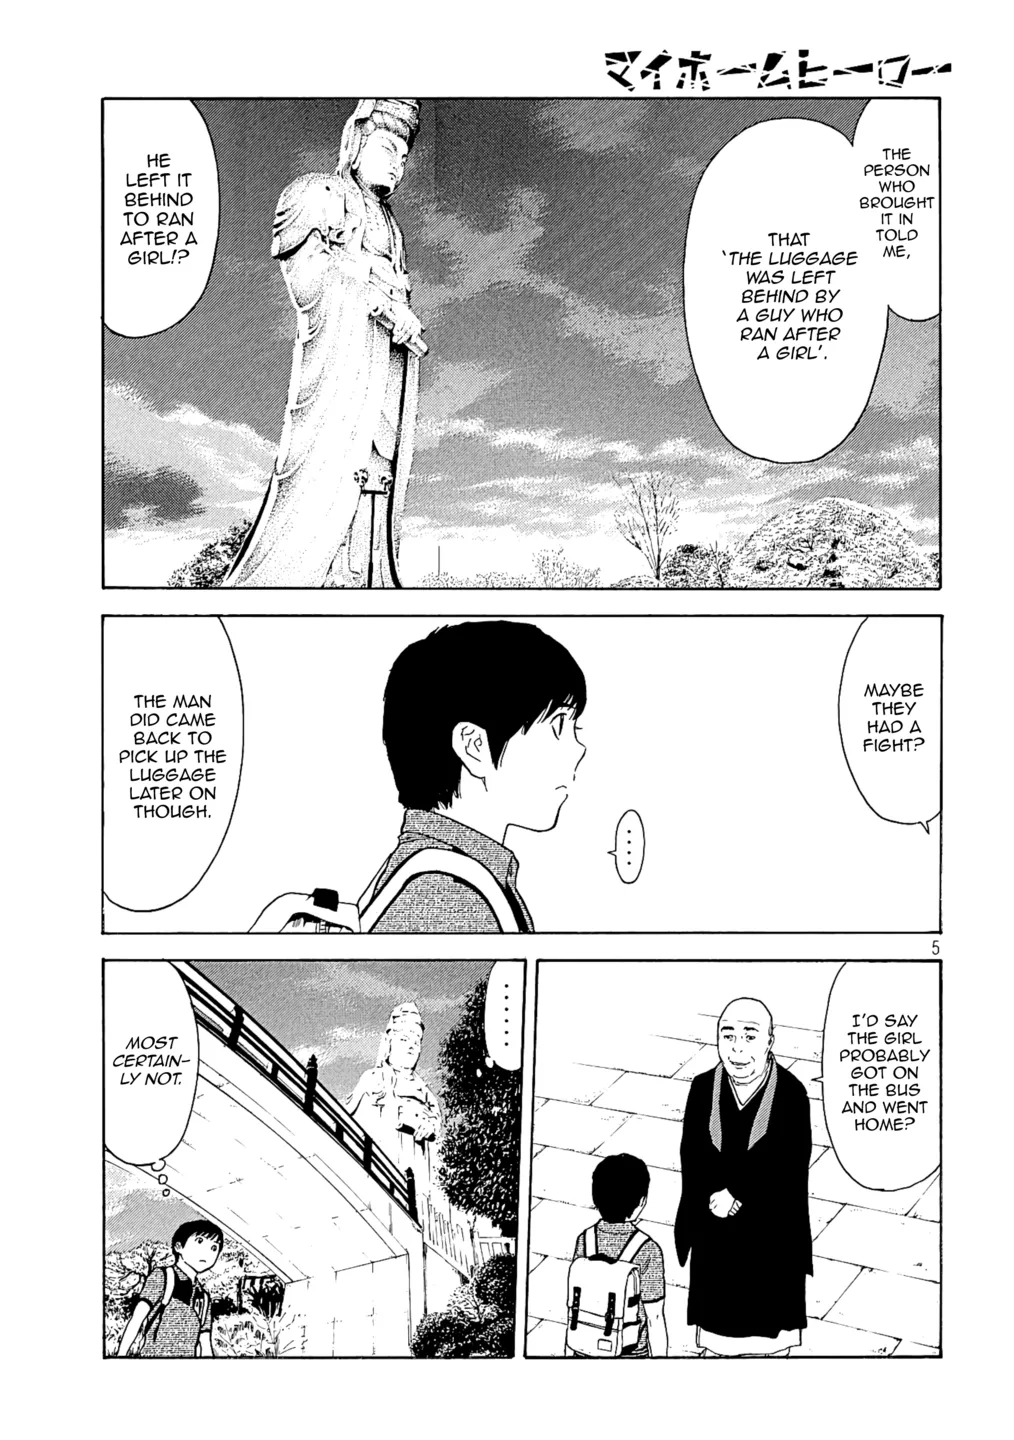 マイホームヒーロー
THE
PERSON
WHO
BROUGHT
IT IN
TOLD
ME,
THAT
'THE LUGGAGE
WAS LEFT
BEHIND BY
A GUY WHO
RAN AFTER
A GIRL'.
HE
LEFT IT
BEHIND
TO RAN
AFTER A
GIRL!?
MAYBE
THEY
HAD A
FIGHT?
.....
THE MAN
DID CAME
BACK TO
PICK UP THE
LUGGAGE
LATER ON
THOUGH.
5
I'D SAY
THE GIRL
PROBABLY
GOT ON
THE BUS
AND WENT
HOME?
......
MOST
CERTAIN-
LY NOT.